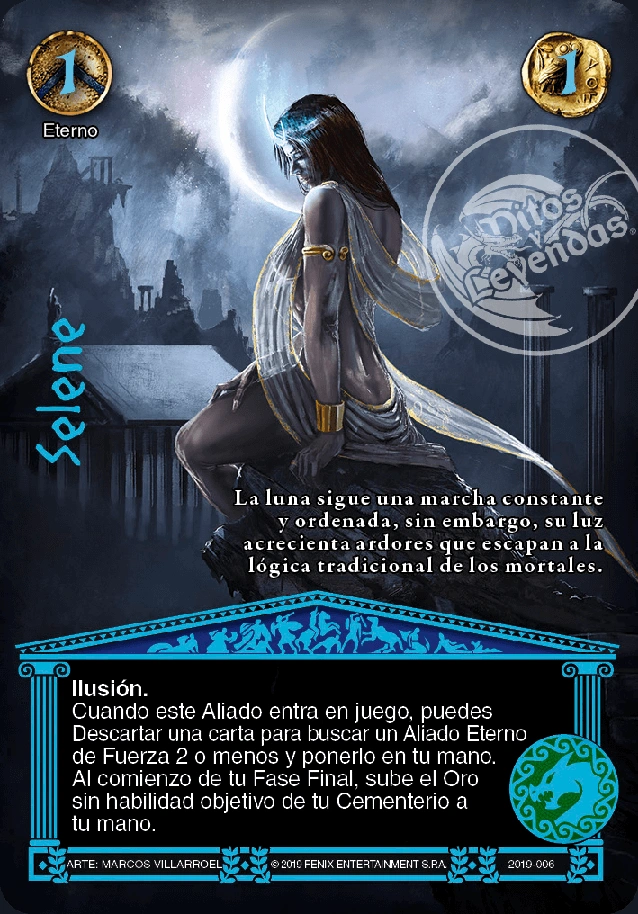 1
1
Eterno
Mitos
y
Leyendas®
Selene
La luna sigue una marcha constante
y ordenada, sin embargo, su luz
acrecienta ardores que escapan a la
lógica tradicional de los mortales.
Ilusión.
Cuando este Aliado entra en juego, puedes
Descartar una carta para buscar un Aliado Eterno
de Fuerza 2 o menos y ponerlo en tu mano.
Al comienzo de tu Fase Final, sube el Oro
sin habilidad objetivo de tu Cementerio a
tu mano.
ARTE: MARCOS VILLARROEL © 2019 FENIX ENTERTAINMENT S.P.A. 2019-006